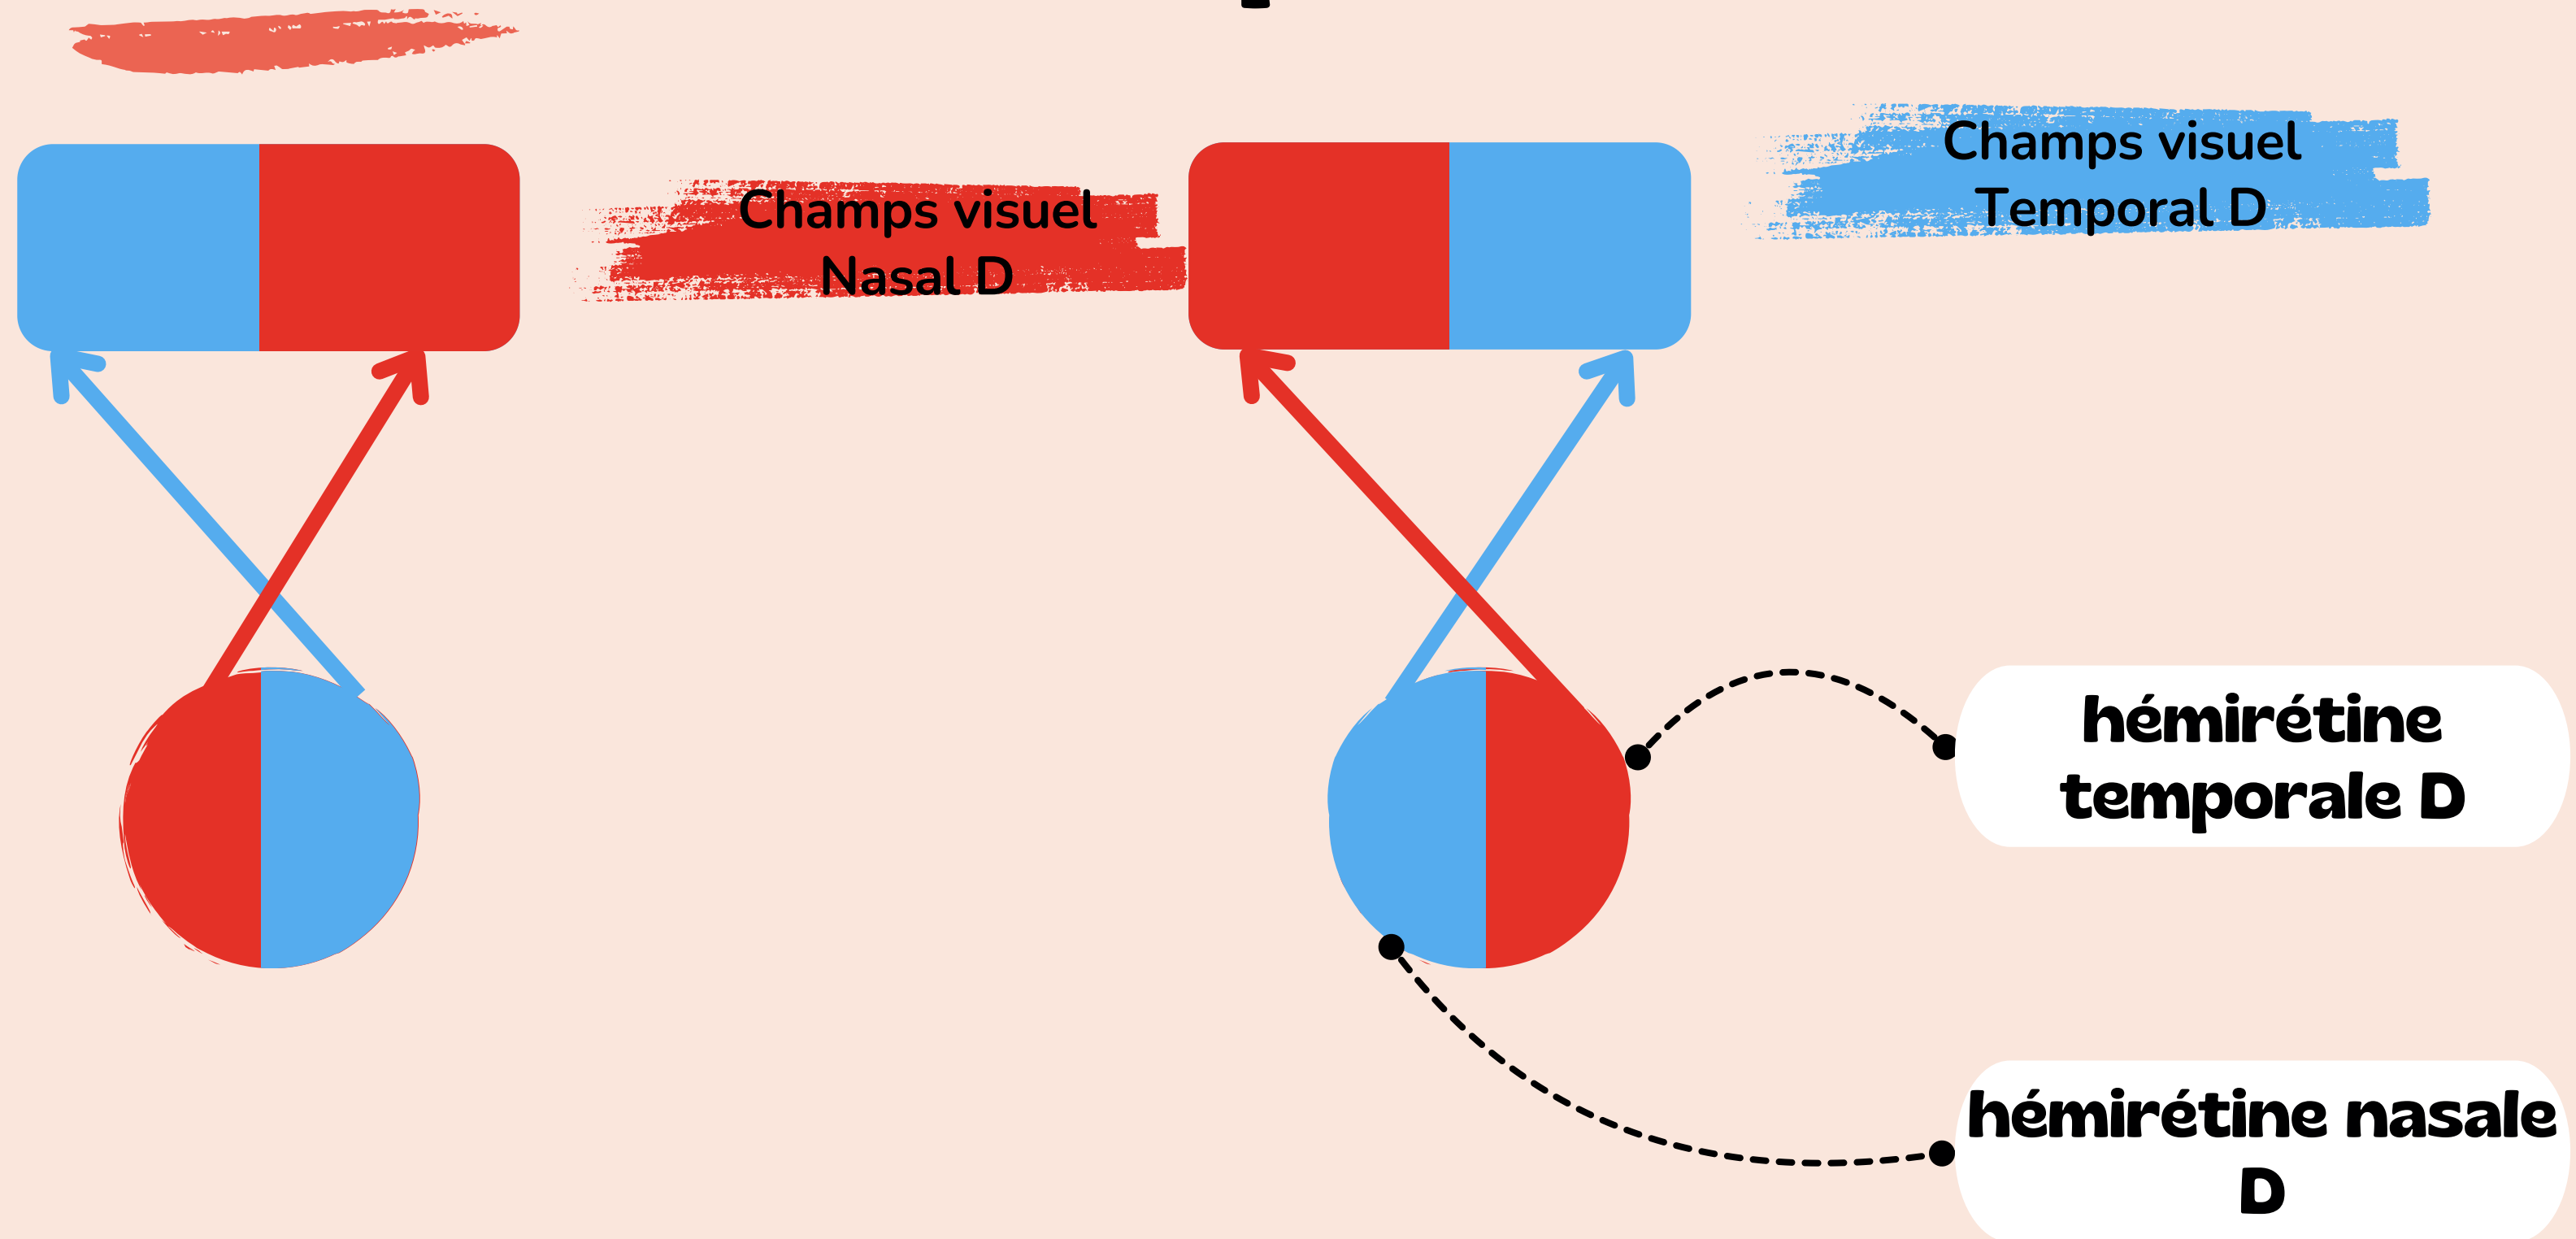 Champs visuel
Temporal D
Champs visuel
Nasal D
hémirétine
temporale D
hémirétine nasale
D